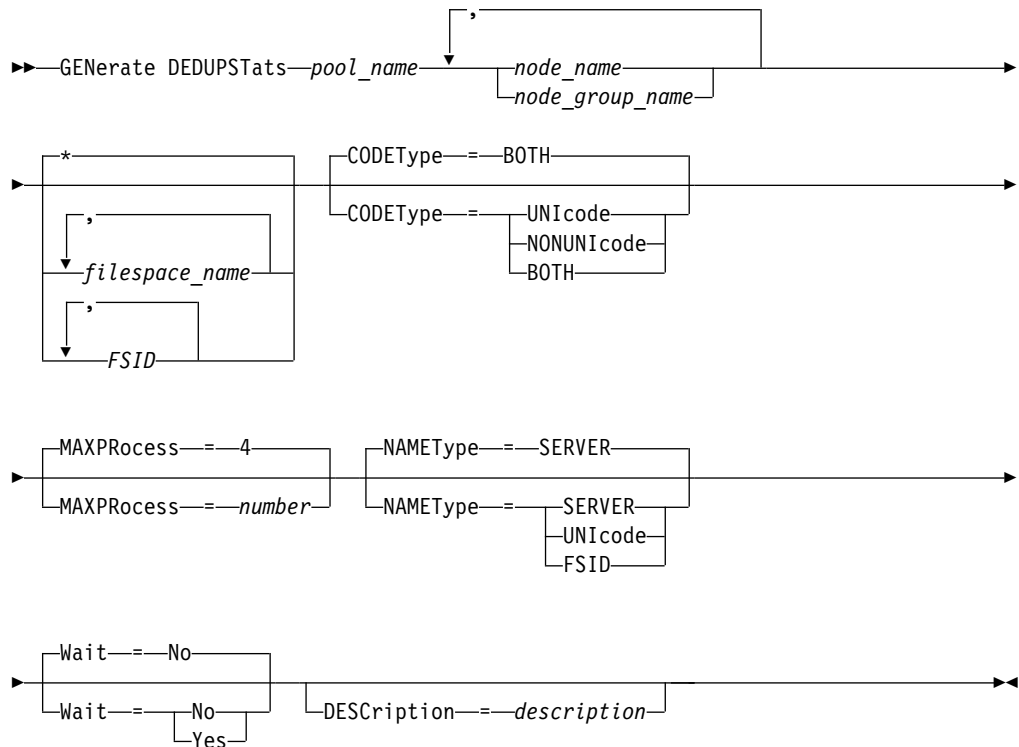 ,
GENerate DEDUPSTats pool_name node_name
node_group_name
* CODEType = BOTH
CODEType = UNIcode
, NONUNIcode
filespace_name BOTH
,
FSID
MAXPRocess = 4 NAMEType = SERVER
MAXPRocess = number NAMEType = SERVER
UNIcode
FSID
Wait = No
Wait = No DESCription = description
Yes